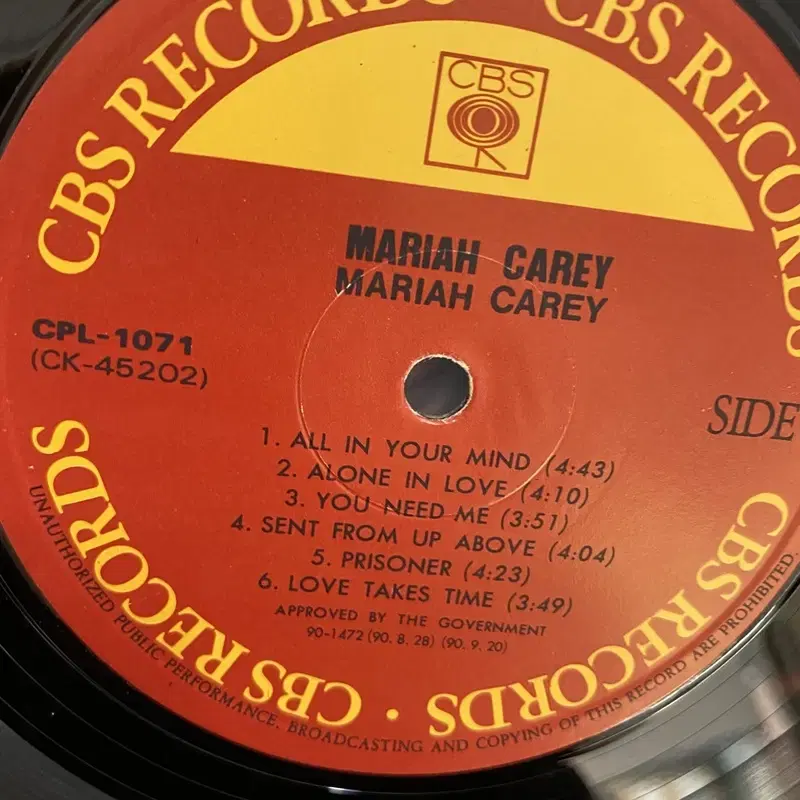 CBS RECORDS
CBS RECORDS
CBS
MARIAH CAREY
MARIAH CAREY
CPL-1071
(CK-45202)
SIDE
1. ALL IN YOUR MIND (4:43)
2. ALONE IN LOVE (4:10)
3. YOU NEED ME (3:51)
4. SENT FROM UP ABOVE (4:04)
5. PRISONER (4:23)
6. LOVE TAKES TIME (3:49)
APPROVED BY THE GOVERNMENT
90-1472 (90. 8. 28) (90. 9. 20)
CBS RECORDS · CBS RECORDS
UNAUTHORIZED PUBLIC PERFORMANCE, BROADCASTING AND COPYING OF THIS RECORD ARE PROHIBITED.